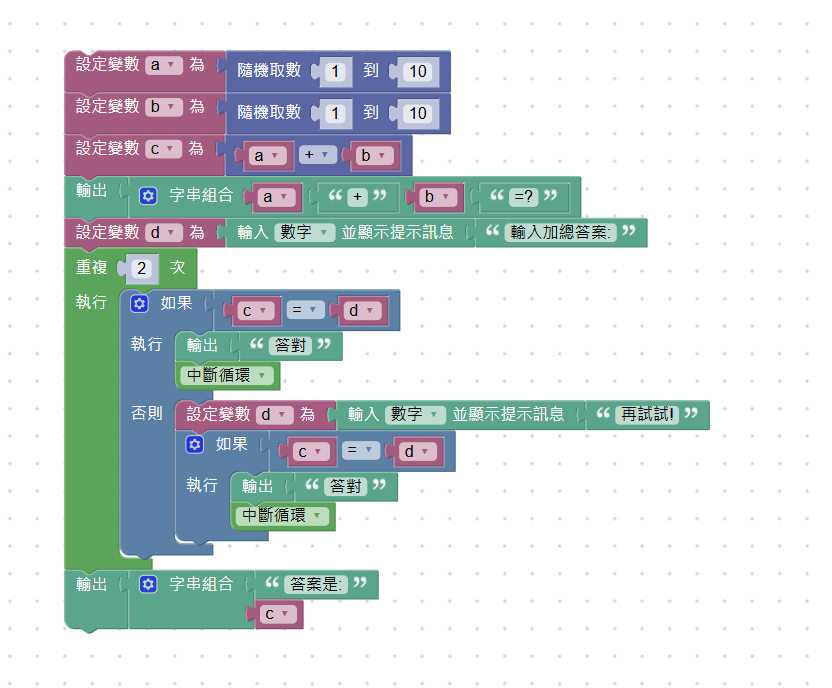 設定變數 a 為 隨機取數 1 到 10
設定變數 b 為 隨機取數 1 到 10
設定變數 c 為 a + b
輸出 字串組合 a “ + ” b “ =? ”
設定變數 d 為 輸入 數字 並顯示提示訊息 “ 輸入加總答案: ”
重複 2 次
執行 如果 c = d
執行 輸出 “ 答對 ”
中斷循環
否則 設定變數 d 為 輸入 數字 並顯示提示訊息 “ 再試試! ”
如果 c = d
執行 輸出 “ 答對 ”
中斷循環
輸出 字串組合 “ 答案是: ”
c